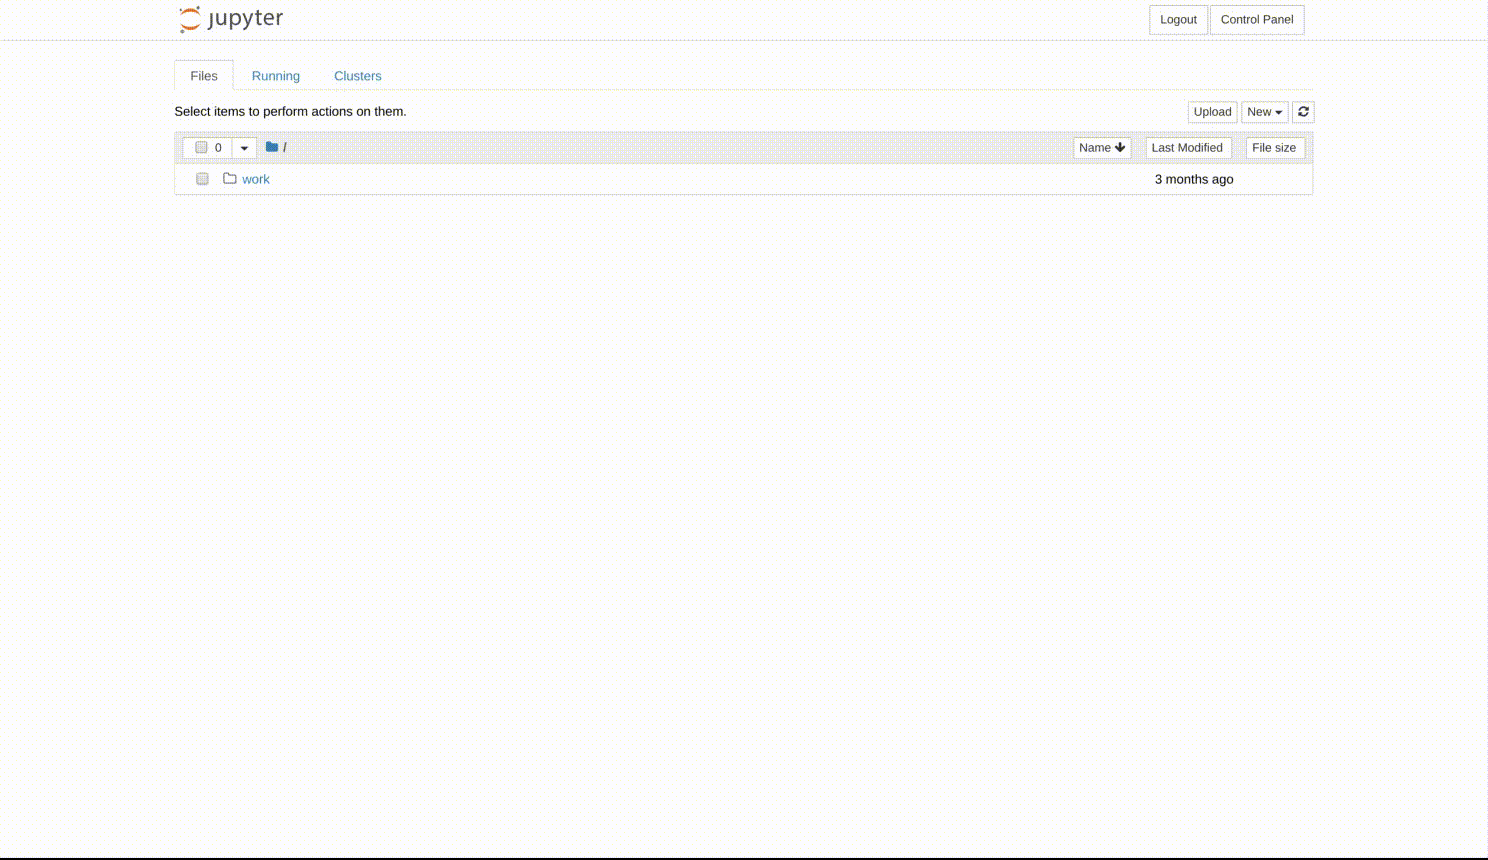 jupyter Logout Control Panel
Files Running Clusters
Select items to perform actions on them. Upload New
0 / Name Last Modified File size
work 3 months ago